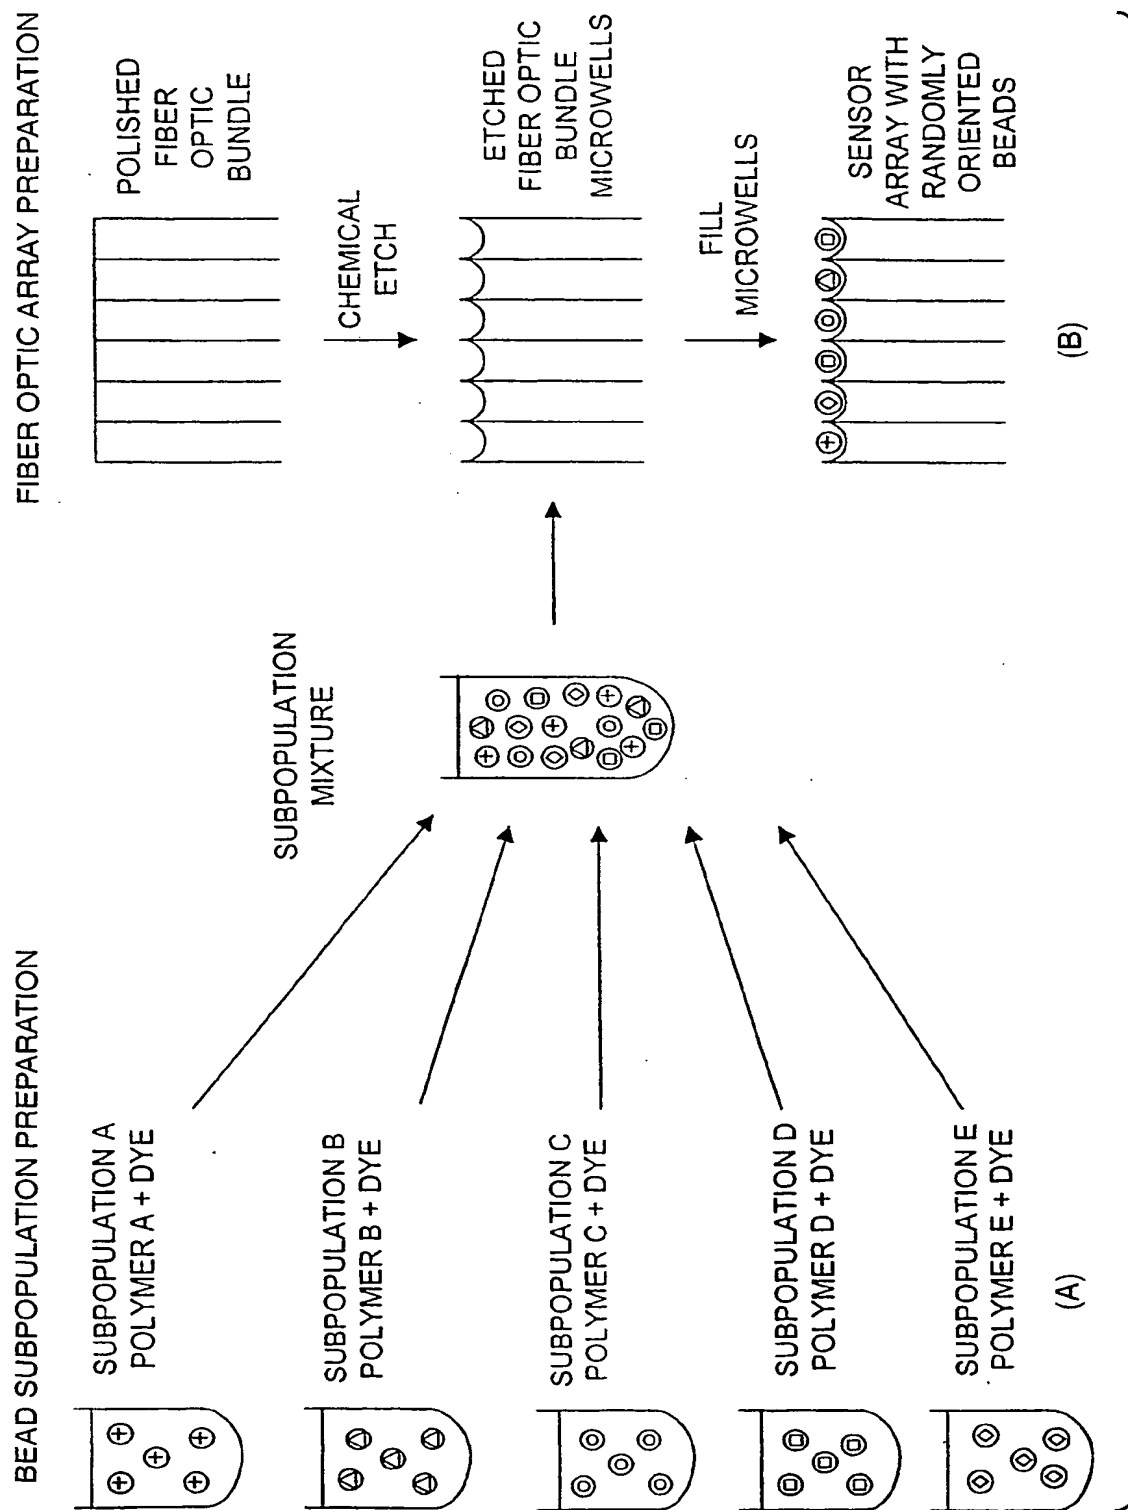 BEAD SUBPOPULATION PREPARATION
SUBPOPULATION A
POLYMER A + DYE
SUBPOPULATION B
POLYMER B + DYE
SUBPOPULATION C
POLYMER C + DYE
SUBPOPULATION D
POLYMER D + DYE
SUBPOPULATION E
POLYMER E + DYE
(A)
SUBPOPULATION
MIXTURE
FIBER OPTIC ARRAY PREPARATION
POLISHED
FIBER
OPTIC
BUNDLE
CHEMICAL
ETCH
ETCHED
FIBER OPTIC
BUNDLE
MICROWELLS
FILL
MICROWELLS
SENSOR
ARRAY WITH
RANDOMLY
ORIENTED
BEADS
(B)